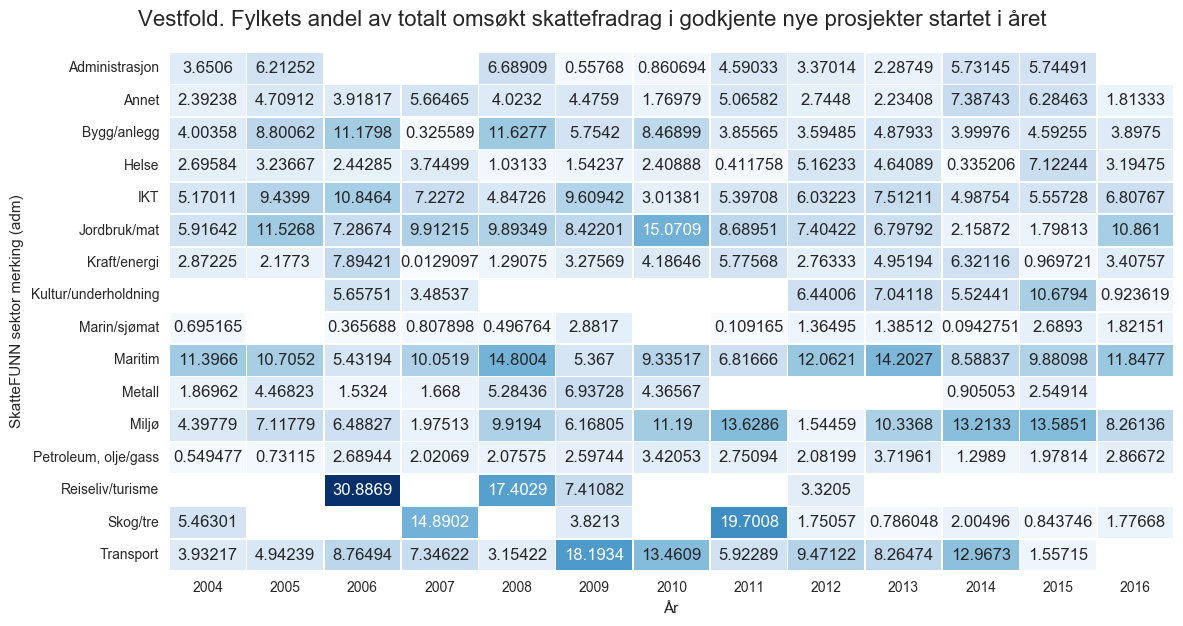 Vestfold. Fylkets andel av totalt omsøkt skattefradrag i godkjente nye prosjekter startet i året
SkatteFUNN sektor merking (adm)
Administrasjon 3.6506 6.21252 6.68909 0.55768 0.860694 4.59033 3.37014 2.28749 5.73145 5.74491
Annet 2.39238 4.70912 3.91817 5.66465 4.0232 4.4759 1.76979 5.06582 2.7448 2.23408 7.38743 6.28463 1.81333
Bygg/anlegg 4.00358 8.80062 11.1798 0.325589 11.6277 5.7542 8.46899 3.85565 3.59485 4.87933 3.99976 4.59255 3.8975
Helse 2.69584 3.23667 2.44285 3.74499 1.03133 1.54237 2.40888 0.411758 5.16233 4.64089 0.335206 7.12244 3.19475
IKT 5.17011 9.4399 10.8464 7.2272 4.84726 9.60942 3.01381 5.39708 6.03223 7.51211 4.98754 5.55728 6.80767
Jordbruk/mat 5.91642 11.5268 7.28674 9.91215 9.89349 8.42201 15.0709 8.68951 7.40422 6.79792 2.15872 1.79813 10.861
Kraft/energi 2.87225 2.1773 7.89421 0.0129097 1.29075 3.27569 4.18646 5.77568 2.76333 4.95194 6.32116 0.969721 3.40757
Kultur/underholdning 5.65751 3.48537 6.44006 7.04118 5.52441 10.6794 0.923619
Marin/sjømat 0.695165 0.365688 0.807898 0.496764 2.8817 0.109165 1.36495 1.38512 0.0942751 2.6893 1.82151
Maritim 11.3966 10.7052 5.43194 10.0519 14.8004 5.367 9.33517 6.81666 12.0621 14.2027 8.58837 9.88098 11.8477
Metall 1.86962 4.46823 1.5324 1.668 5.28436 6.93728 4.36567 0.905053 2.54914
Miljø 4.39779 7.11779 6.48827 1.97513 9.9194 6.16805 11.19 13.6286 1.54459 10.3368 13.2133 13.5851 8.26136
Petroleum, olje/gass 0.549477 0.73115 2.68944 2.02069 2.07575 2.59744 3.42053 2.75094 2.08199 3.71961 1.2989 1.97814 2.86672
Reiseliv/turisme 30.8869 17.4029 7.41082 3.3205
Skog/tre 5.46301 14.8902 3.8213 19.7008 1.75057 0.786048 2.00496 0.843746 1.77668
Transport 3.93217 4.94239 8.76494 7.34622 3.15422 18.1934 13.4609 5.92289 9.47122 8.26474 12.9673 1.55715
2004 2005 2006 2007 2008 2009 2010 2011 2012 2013 2014 2015 2016
År